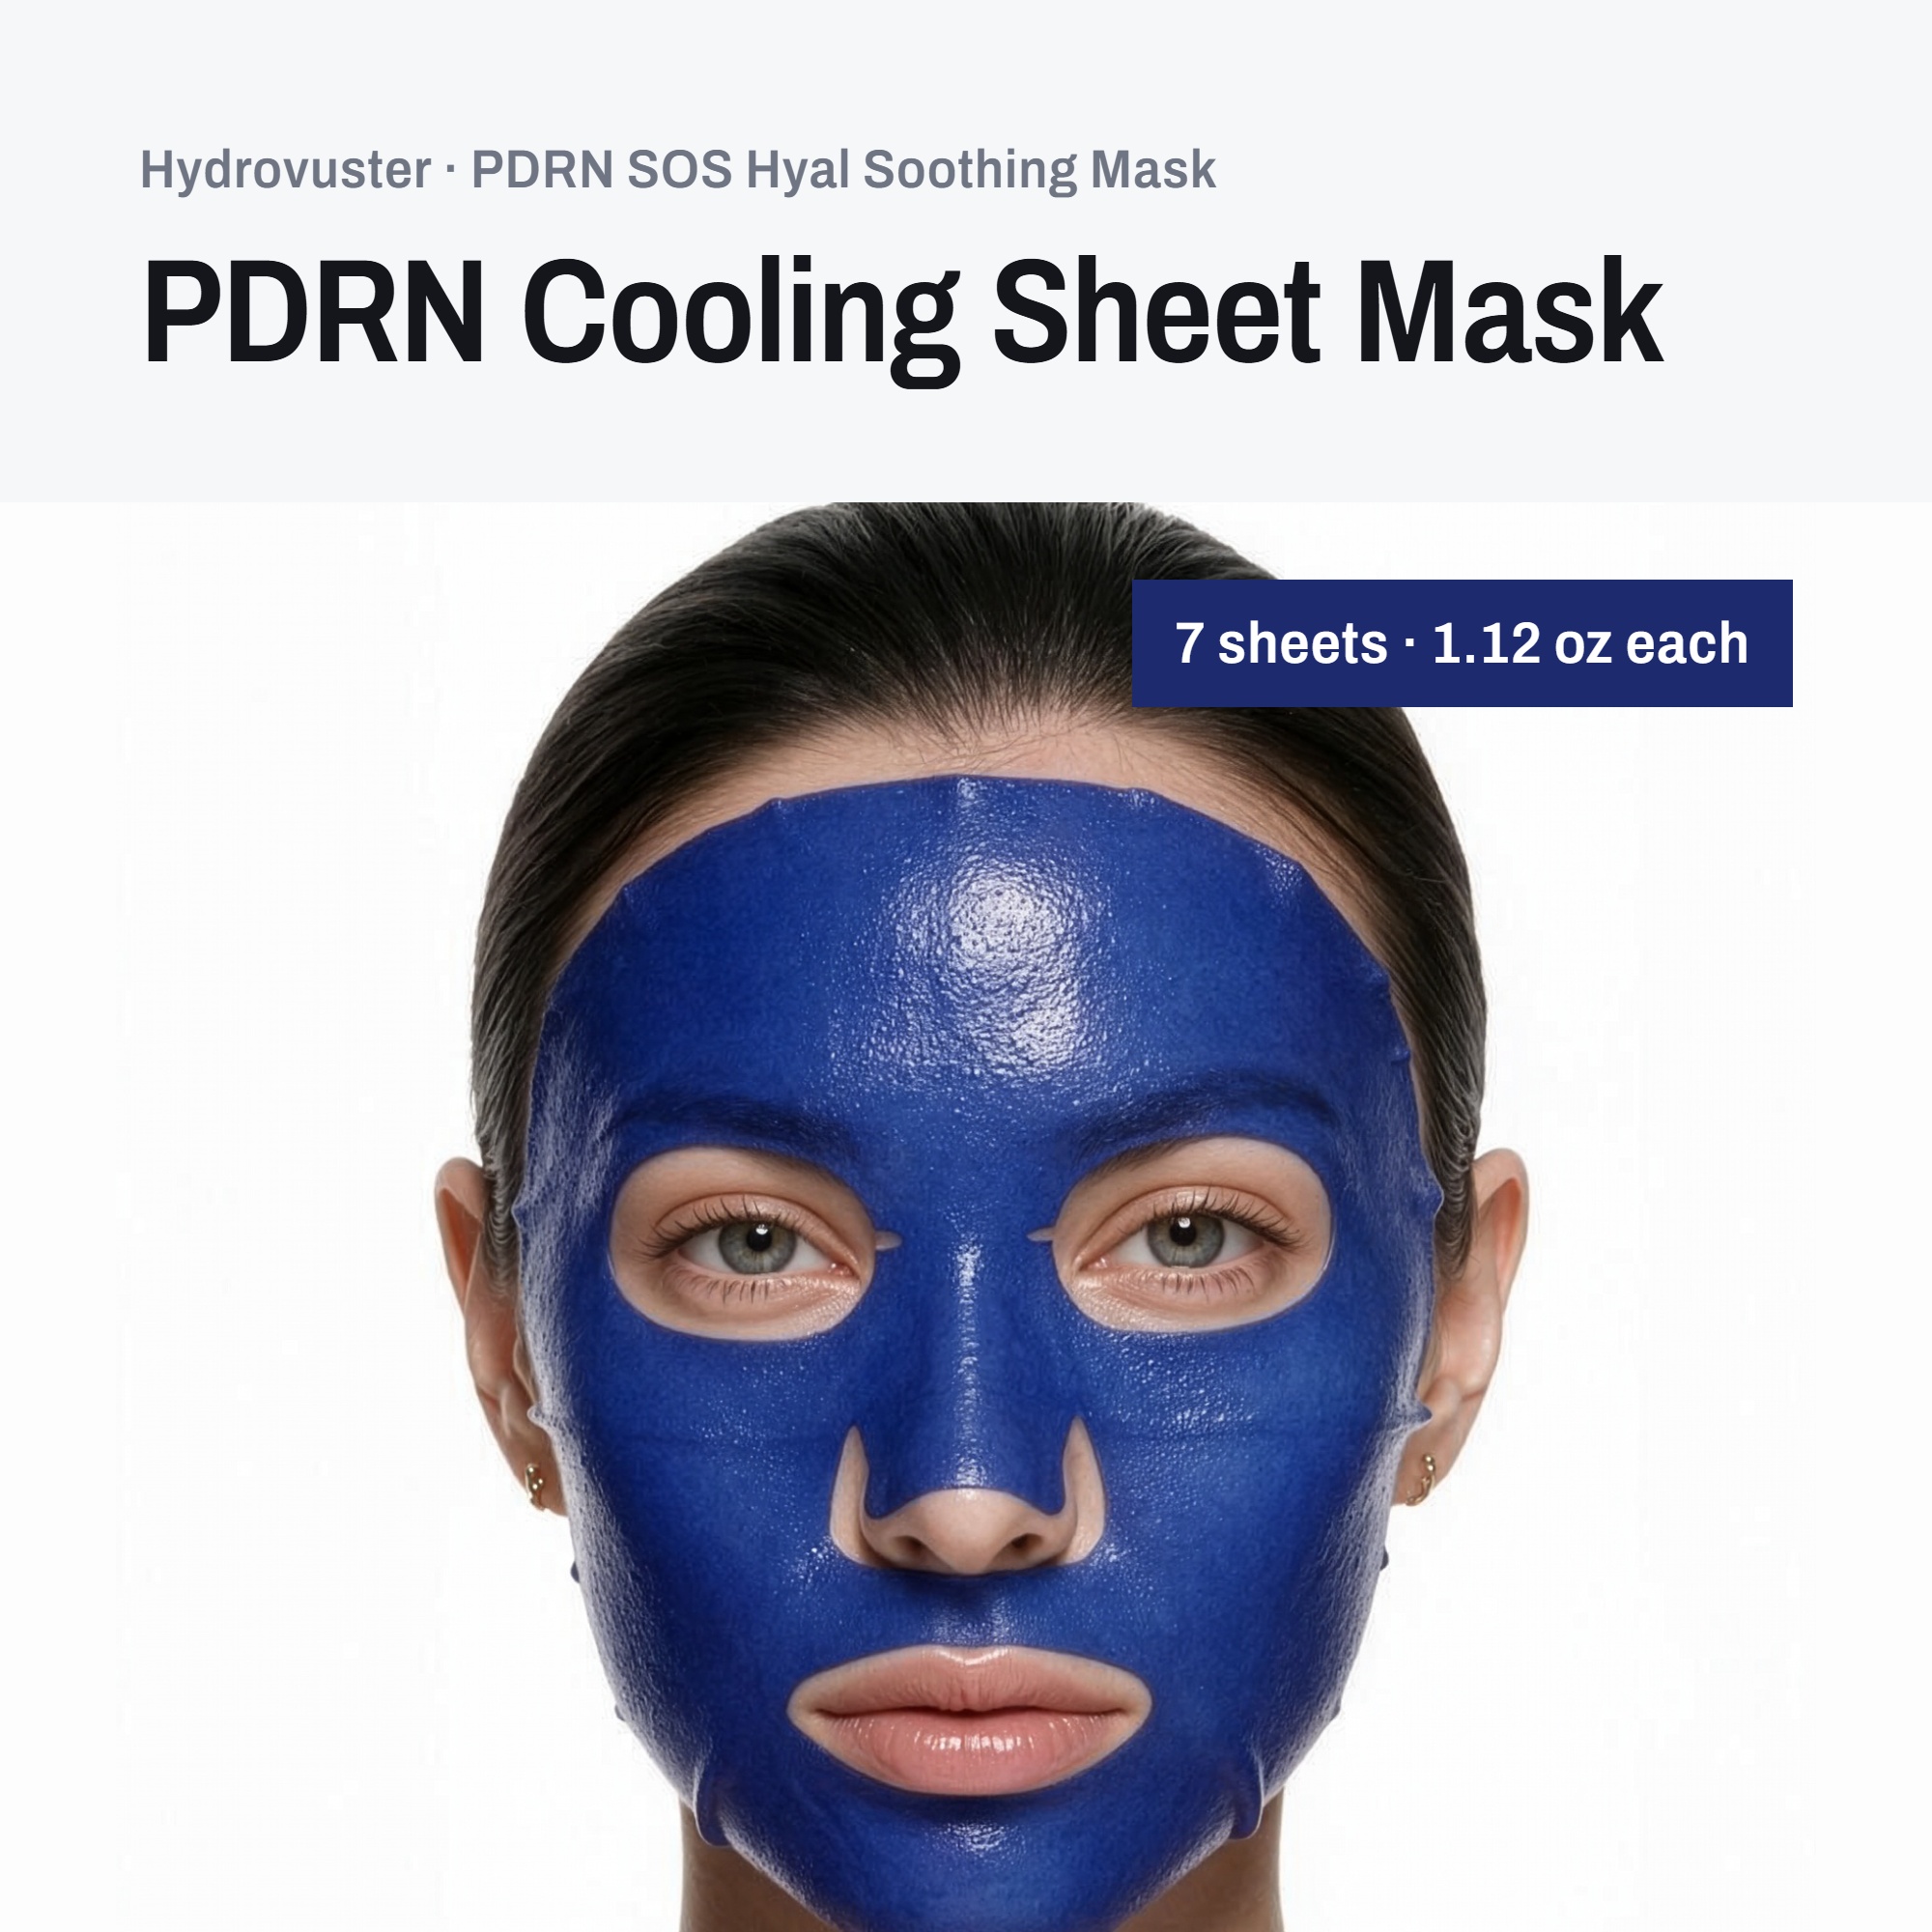 Hydrovuster · PDRN SOS Hyal Soothing Mask
PDRN Cooling Sheet Mask
7 sheets · 1.12 oz each